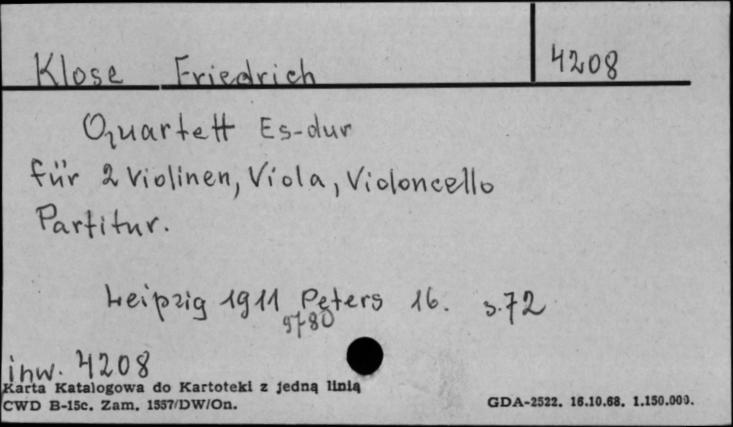 Klose Friedrich 4208
Quartett Es-dur
für 2 Violinen, Viola, Violoncello
Partitur.
Leipzig 1911 Peters 16. s. 72
9780
inw. 4208
Karta Katalogowa do Kartoteki z jedną linią
CWD B-15c. Zam. 1557/DW/On. GDA-2522. 16.10.68. 1.150.000.